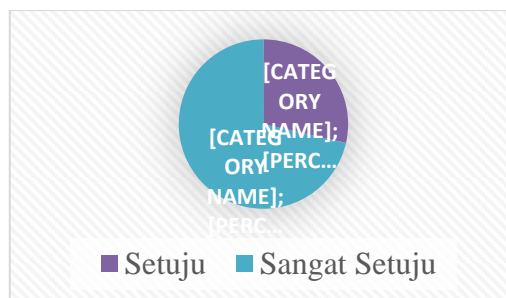 [CATEG
ORY
NAME];
[PERC...
[CATEG
ORY
NAME];
[PERC...
Setuju
Sangat Setuju